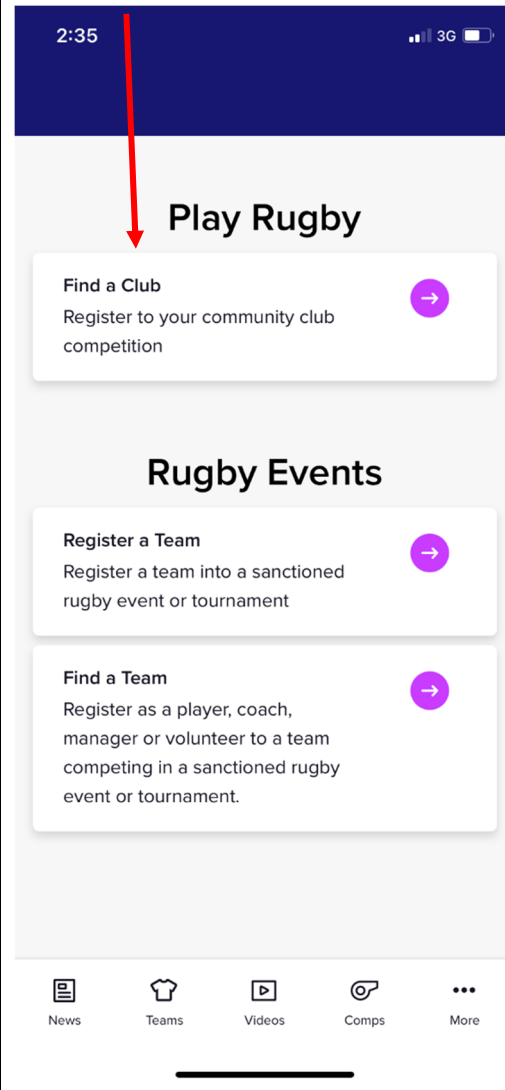 2:35 3G
Play Rugby
Find a Club
Register to your community club
competition
Rugby Events
Register a Team
Register a team into a sanctioned
rugby event or tournament
Find a Team
Register as a player, coach,
manager or volunteer to a team
competing in a sanctioned rugby
event or tournament.
News Teams Videos Comps More